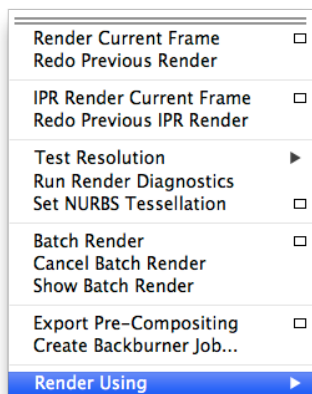 Render Current Frame
Redo Previous Render
IPR Render Current Frame
Redo Previous IPR Render
Test Resolution
Run Render Diagnostics
Set NURBS Tessellation
Batch Render
Cancel Batch Render
Show Batch Render
Export Pre-Compositing
Create Backburner Job...
Render Using